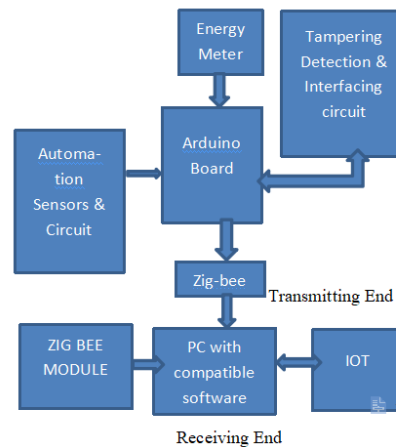 Energy
Meter
Tampering
Detection &
Interfacing
circuit
Automa-
tion
Sensors &
Circuit
Arduino
Board
Zig-bee
Transmitting End
ZIG BEE
MODULE
PC with
compatible
software
IOT
Receiving End